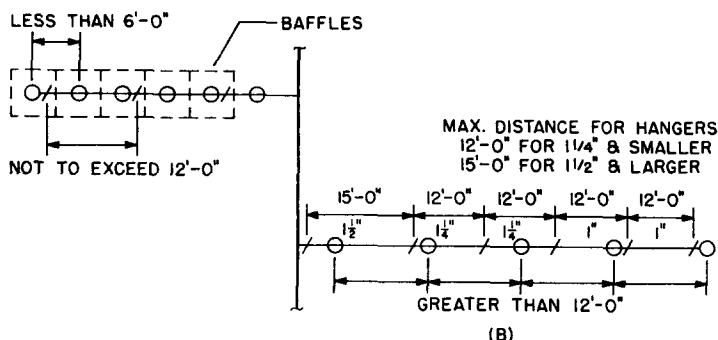 LESS THAN 6'-0"
BAFFLES
NOT TO EXCEED 12'-0"
MAX. DISTANCE FOR HANGERS
12'-0" FOR 1 1/4" & SMALLER
15'-0" FOR 1 1/2" & LARGER
15'-0" 12'-0" 12'-0" 12'-0" 12'-0"
1 1/2" 1 1/4" 1 1/4" 1" 1"
GREATER THAN 12'-0"
(B)